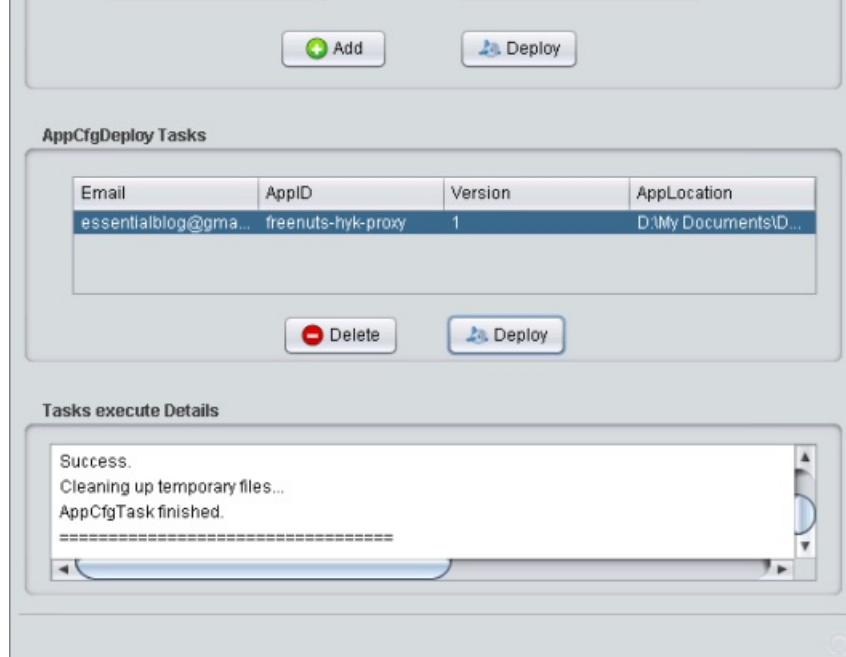 Add Deploy
AppCfgDeploy Tasks
Email AppID Version AppLocation
essentialblog@gma... freenuts-hyk-proxy 1 D:\My Documents\D...
Delete Deploy
Tasks execute Details
Success.
Cleaning up temporary files...
AppCfgTask finished.
==================================